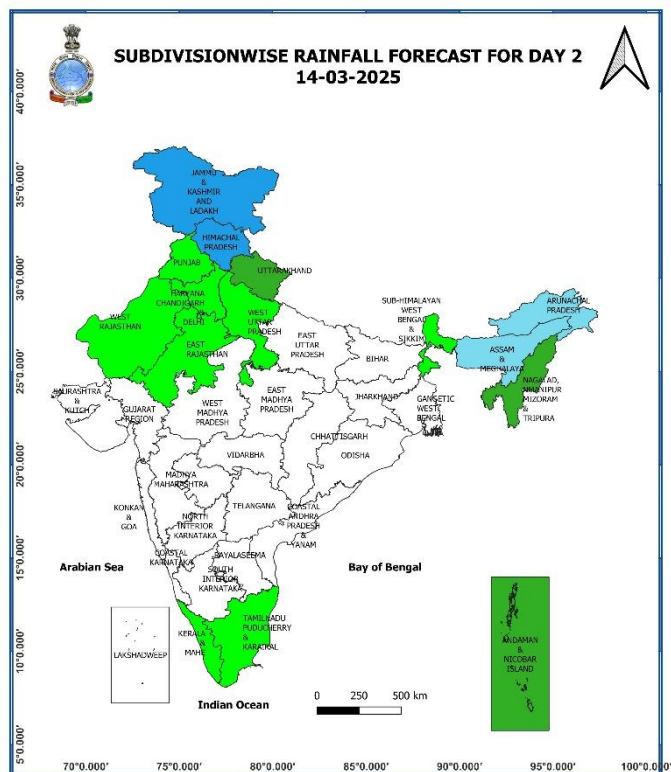 SUBDIVISIONWISE RAINFALL FORECAST FOR DAY 2
14-03-2025
40°0.000'
35°0.000'
30°0.000'
25°0.000'
20°0.000'
15°0.000'
10°0.000'
5°0.000'
JAMMU
&
KASHMIR
AND
LADAKH
HIMACHAL
PRADESH
PUNJAB
UTTARAKHAND
HARYANA
CHANDIGARH
&
DELHI
WEST
RAJASTHAN
WEST
UTTAR
PRADESH
EAST
RAJASTHAN
EAST
UTTAR
PRADESH
SUB-HIMALAYAN
WEST
BENGAL
&
SIKKIM
ARUNACHAL
PRADESH
ASSAM
&
MEGHALAYA
NAGALAD,
MANIPUR
MIZORAM
&
TRIPURA
BIHAR
SAURASHTRA
&
KUTCH
GUJARAT
REGION
WEST
MADHYA
PRADESH
EAST
MADHYA
PRADESH
JHARKHAND
GANGETIC
WEST
BENGAL
CHHATTISGARH
ODISHA
VIDARBHA
MADHYA
MAHARASHTRA
KONKAN
&
GOA
NORTH
INTERIOR
KARNATAKA
TELANGANA
COASTAL
ANDHRA
PRADESH
&
YANAM
COASTAL
KARNATAKA
RAYALASEEMA
SOUTH
INTERIOR
KARNATAKA
Arabian Sea
Bay of Bengal
TAMILNADU
PUDUCHERRY
&
KARAIKAL
KERALA
&
MAHE
LAKSHADWEEP
ANDAMAN
&
NICOBAR
ISLAND
Indian Ocean
0 250 500 km
70°0.000' 75°0.000' 80°0.000' 85°0.000' 90°0.000' 95°0.000' 100°0.000'